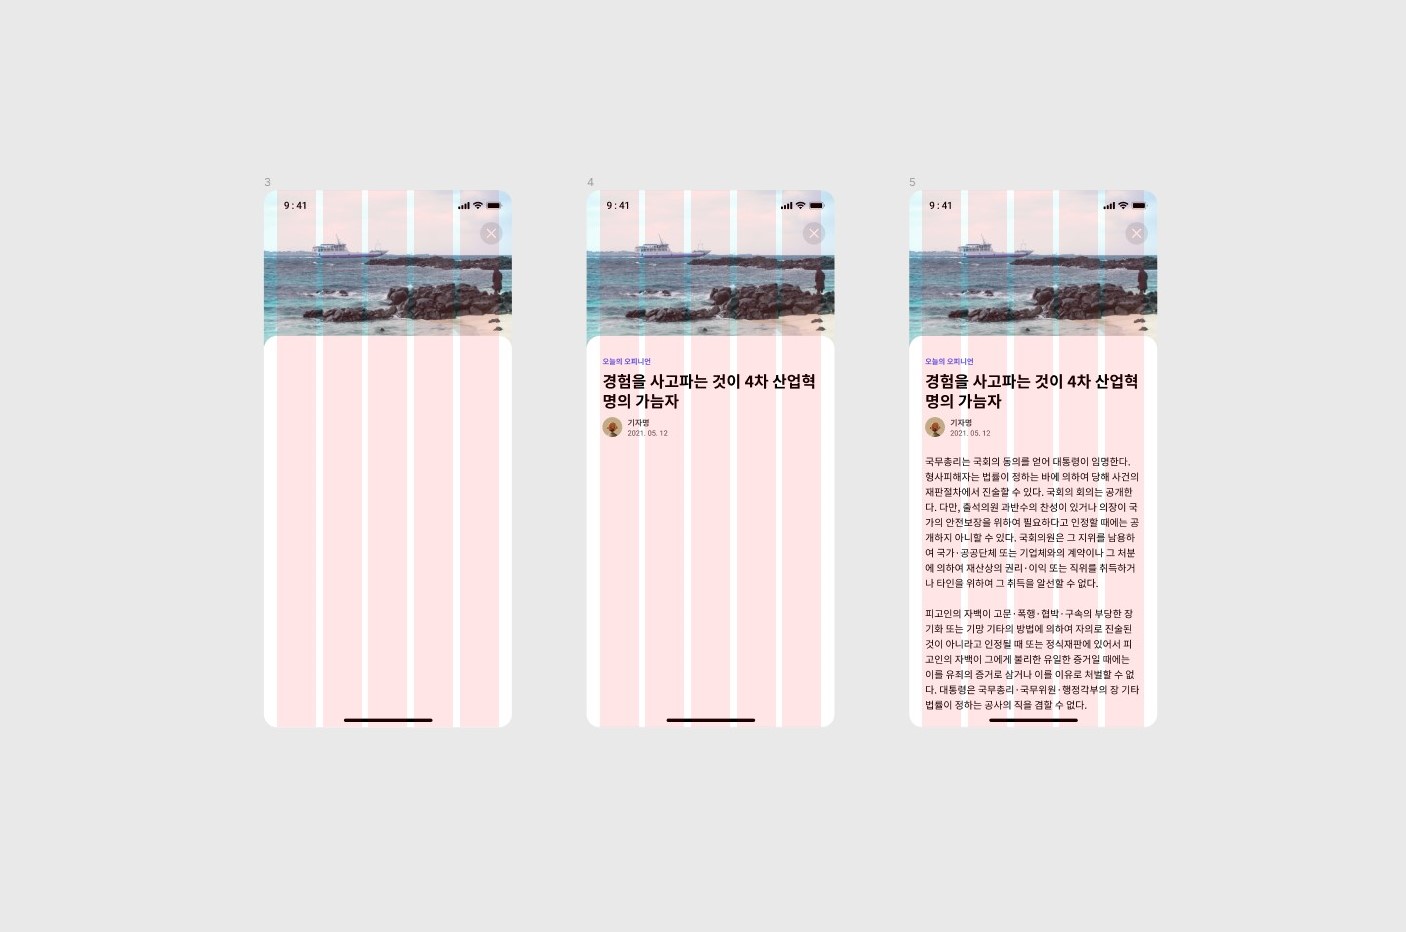 3
9:41
4
9:41
오늘의 오피니언
경험을 사고파는 것이 4차 산업혁
명의 가늠자
기자명
2021. 05. 12
5
9:41
오늘의 오피니언
경험을 사고파는 것이 4차 산업혁
명의 가늠자
기자명
2021. 05. 12
국무총리는 국회의 동의를 얻어 대통령이 임명한다.
형사피해자는 법률이 정하는 바에 의하여 당해 사건의
재판절차에서 진술할 수 있다. 국회의 회의는 공개한
다. 다만, 출석의원 과반수의 찬성이 있거나 의장이 국
가의 안전보장을 위하여 필요하다고 인정할 때에는 공
개하지 아니할 수 있다. 국회의원은 그 지위를 남용하
여 국가·공공단체 또는 기업체와의 계약이나 그 처분
에 의하여 재산상의 권리·이익 또는 직위를 취득하거
나 타인을 위하여 그 취득을 알선할 수 없다.
피고인의 자백이 고문·폭행·협박·구속의 부당한 장
기화 또는 기망 기타의 방법에 의하여 자의로 진술된
것이 아니라고 인정될 때 또는 정식재판에 있어서 피
고인의 자백이 그에게 불리한 유일한 증거일 때에는
이를 유죄의 증거로 삼거나 이를 이유로 처벌할 수 없
다. 대통령은 국무총리·국무위원·행정각부의 장 기타
법률이 정하는 공사의 직을 겸할 수 없다.